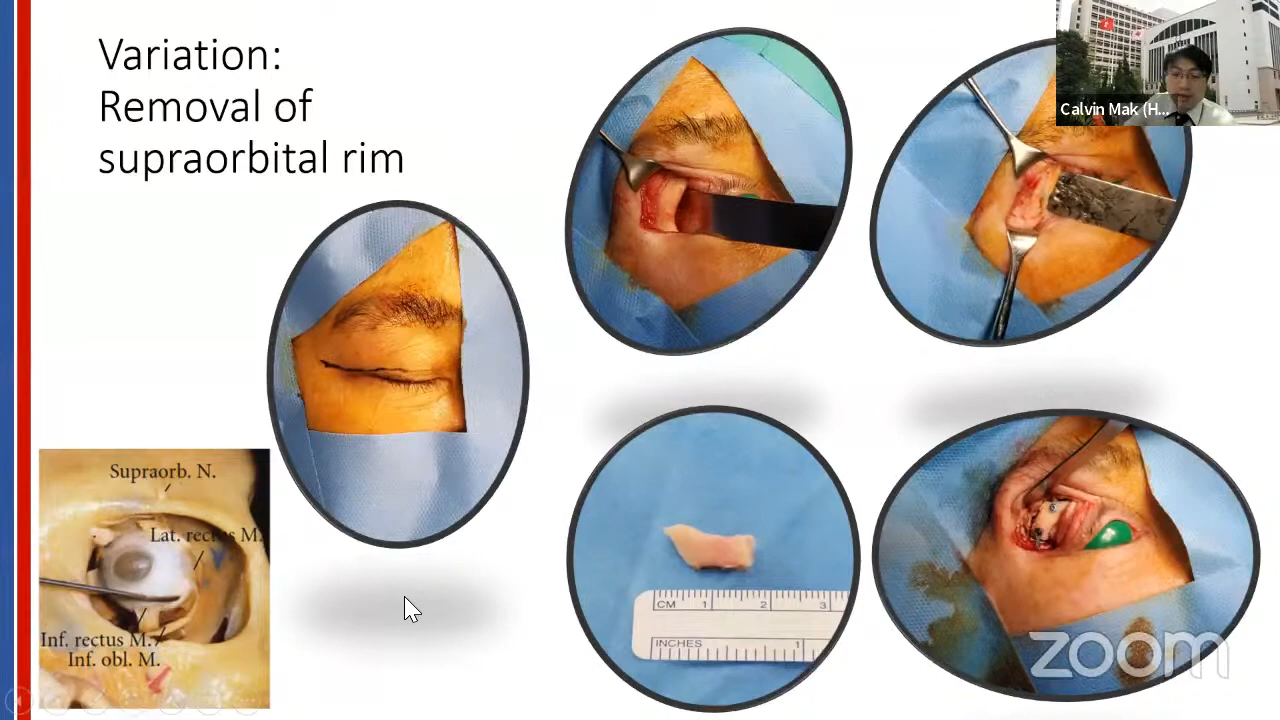 Variation:
Removal of
supraorbital rim
Calvin Mak (H...
Supraorb. N.
Lat. rectus M.
Inf. rectus M.
Inf. obl. M.
CM 1 2 3
INCHES 1
zoom